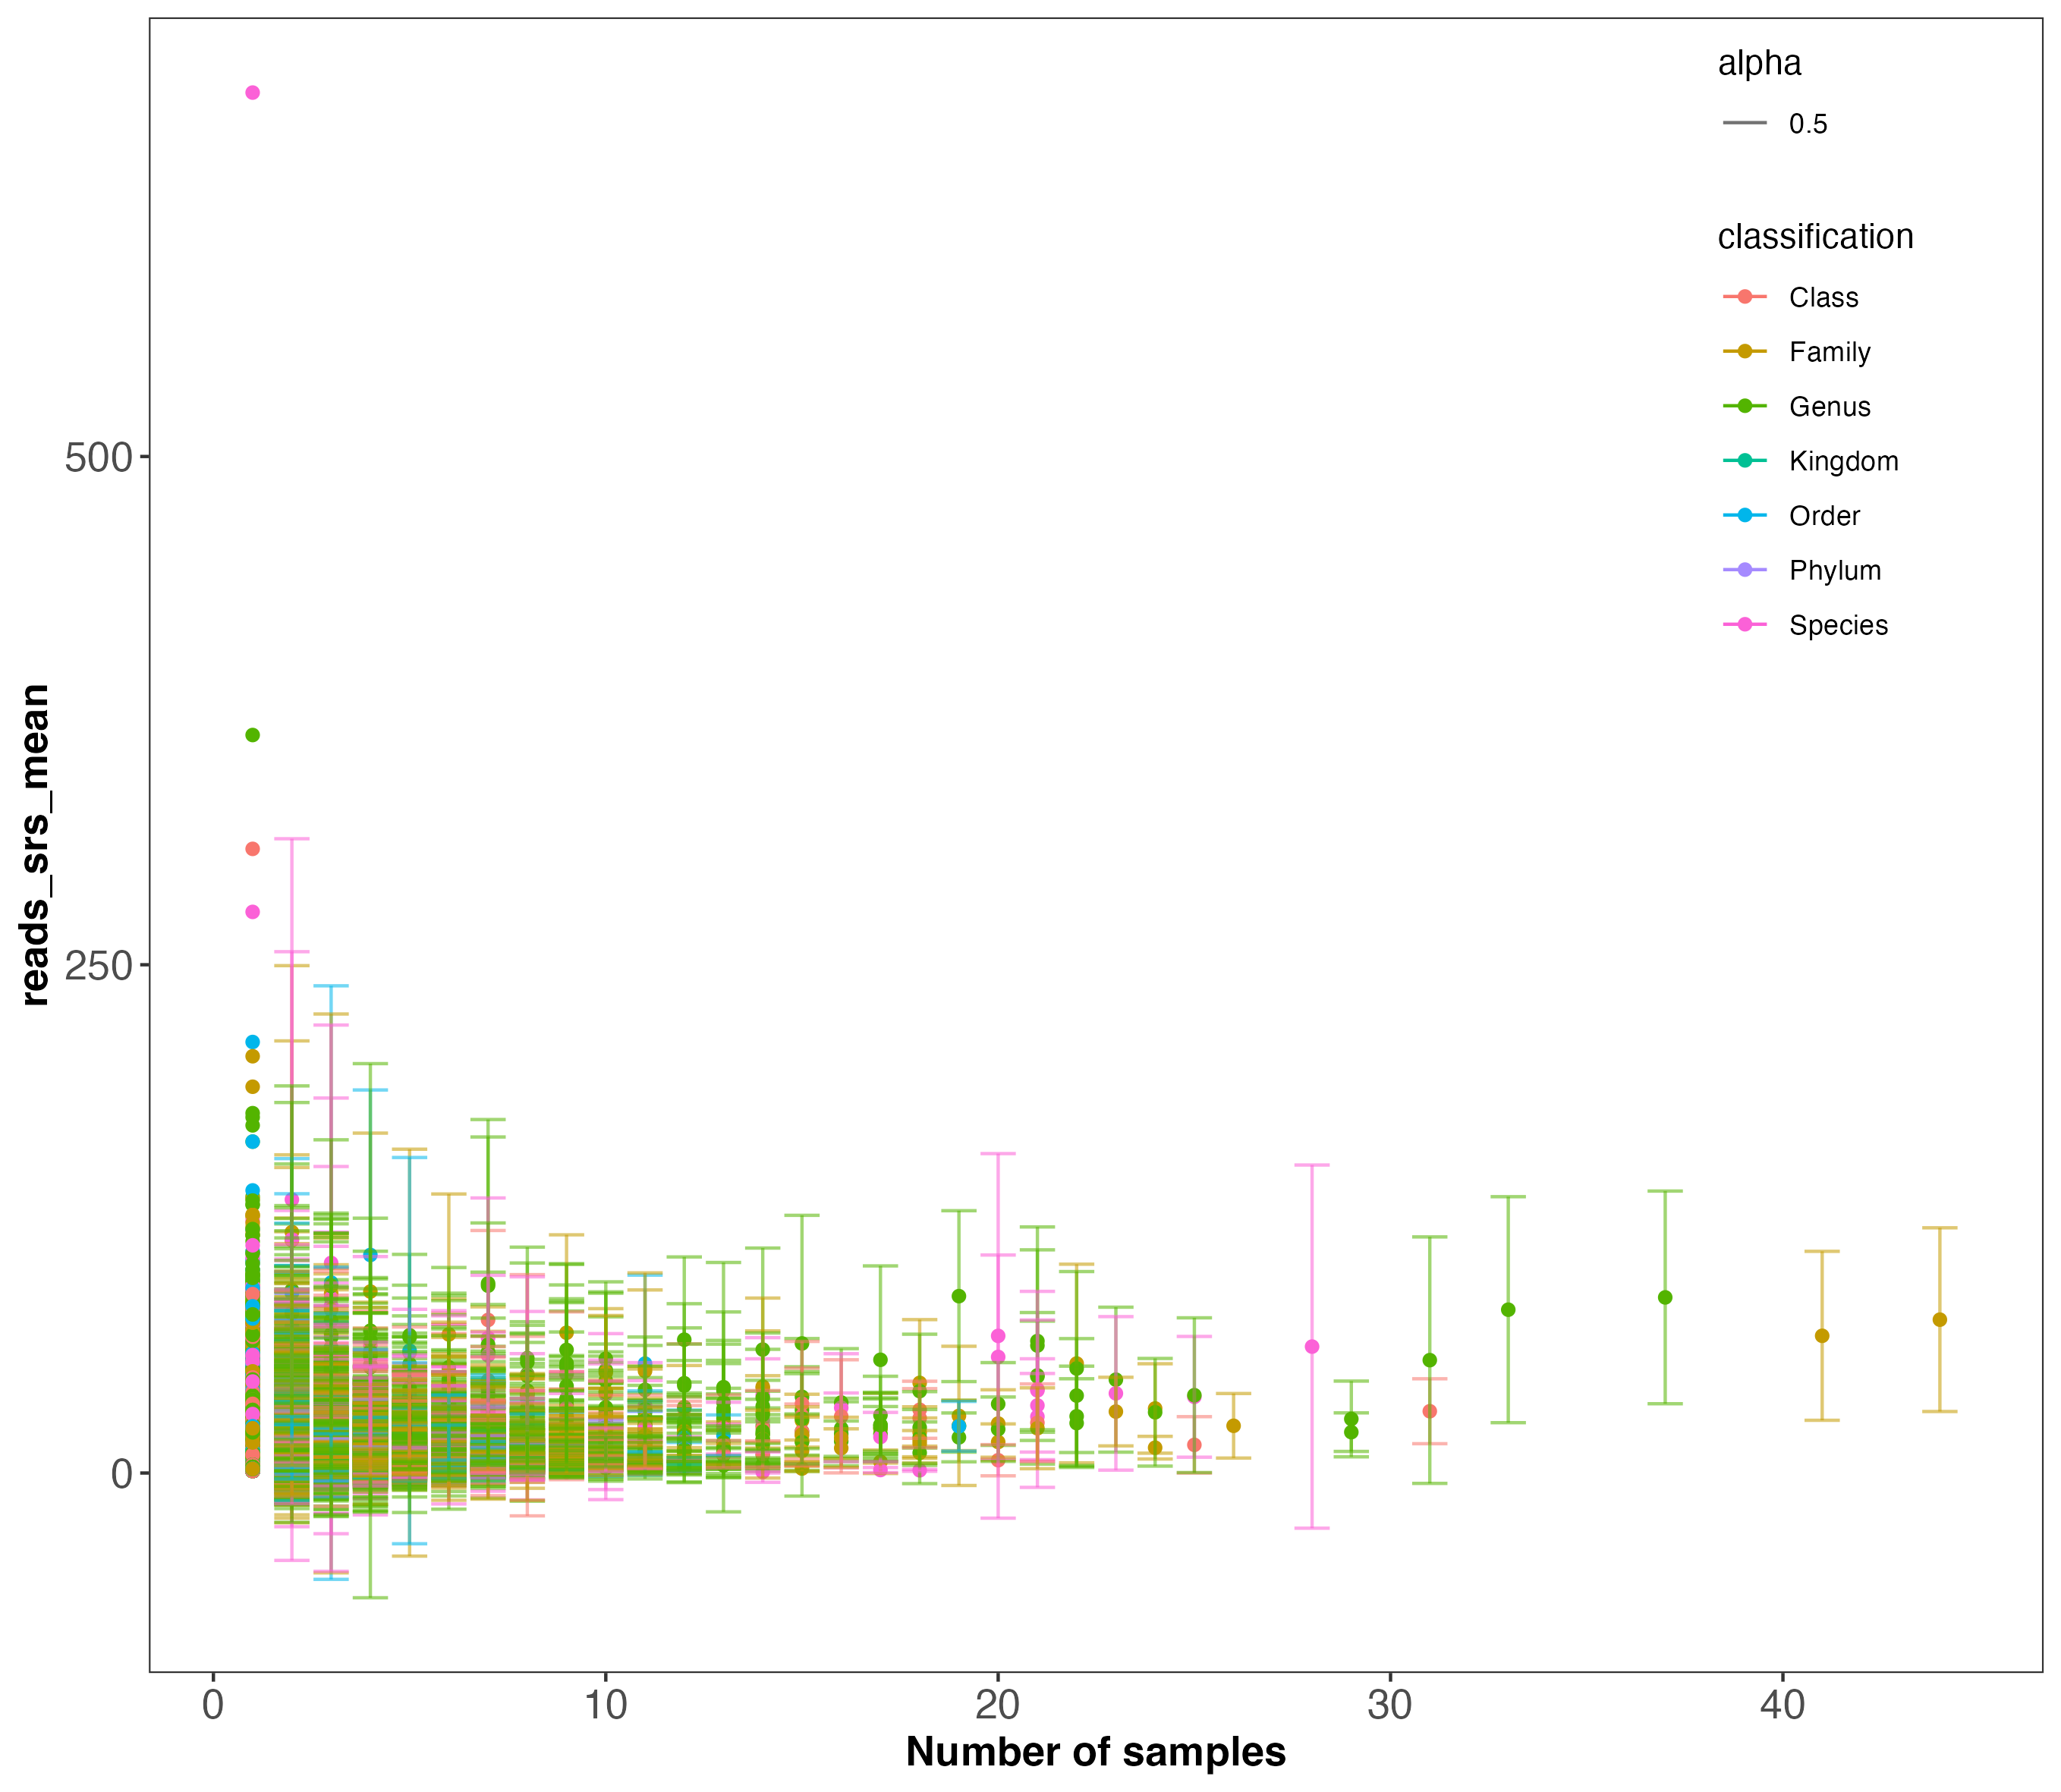 alpha
0.5
classification
Class
Family
Genus
Kingdom
Order
Phylum
Species
reads_srs_mean
500
250
0
0 10 20 30 40
Number of samples